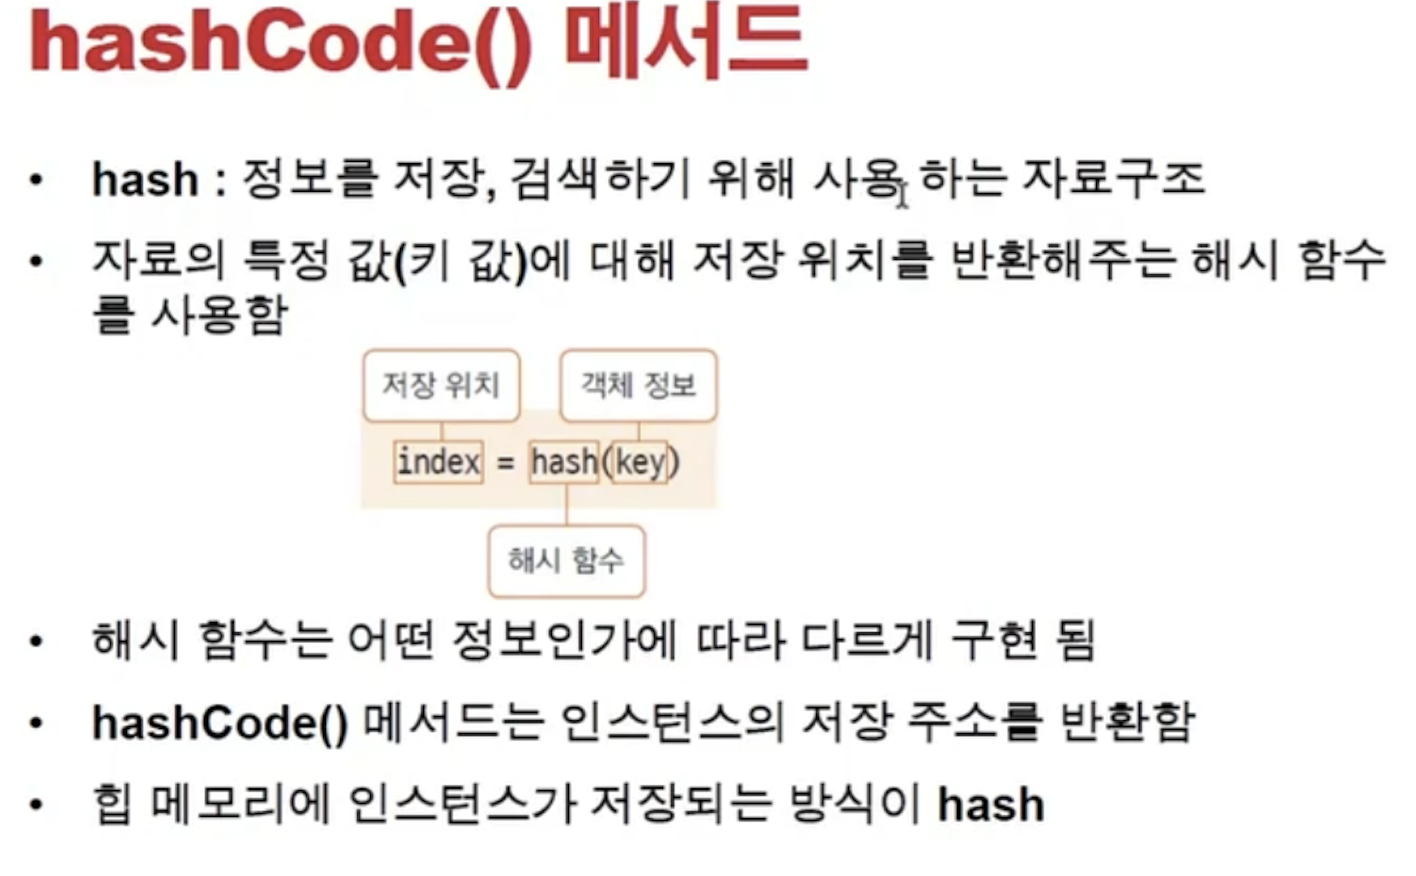 hashCode() 메서드
• hash : 정보를 저장, 검색하기 위해 사용 하는 자료구조
• 자료의 특정 값(키 값)에 대해 저장 위치를 반환해주는 해시 함수
를 사용함
저장 위치 객체 정보
index = hash(key)
해시 함수
• 해시 함수는 어떤 정보인가에 따라 다르게 구현 됨
• hashCode() 메서드는 인스턴스의 저장 주소를 반환함
• 힙 메모리에 인스턴스가 저장되는 방식이 hash